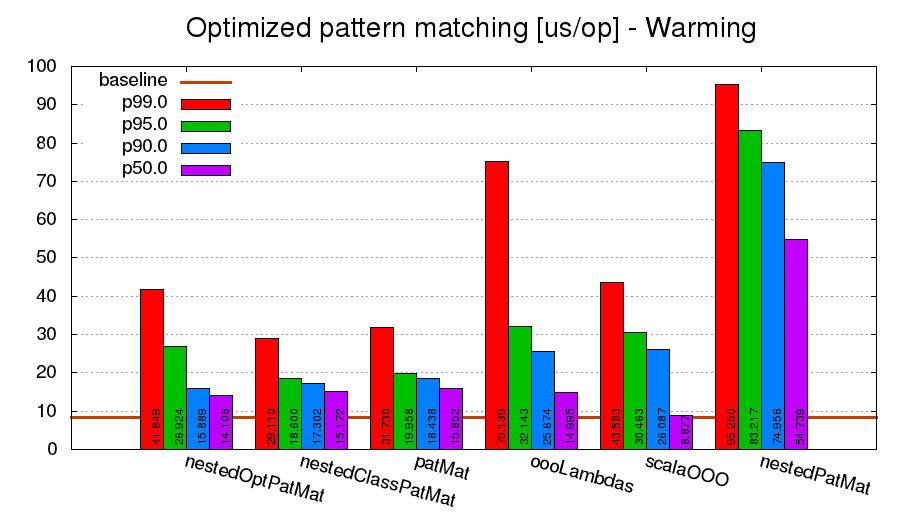 Optimized pattern matching [us/op] - Warming
100
90
80
70
60
50
40
30
20
10
0
baseline
p99.0
p95.0
p90.0
p50.0
41.849
26.924
15.889
14.106
29.110
18.600
17.302
15.172
31.730
19.958
18.438
15.852
75.139
32.143
25.674
14.995
43.583
30.463
26.087
8.877
95.250
83.217
74.956
54.739
nestedOptPatMat
nestedClassPatMat
patMat
oooLambdas
scalaOOO
nestedPatMat